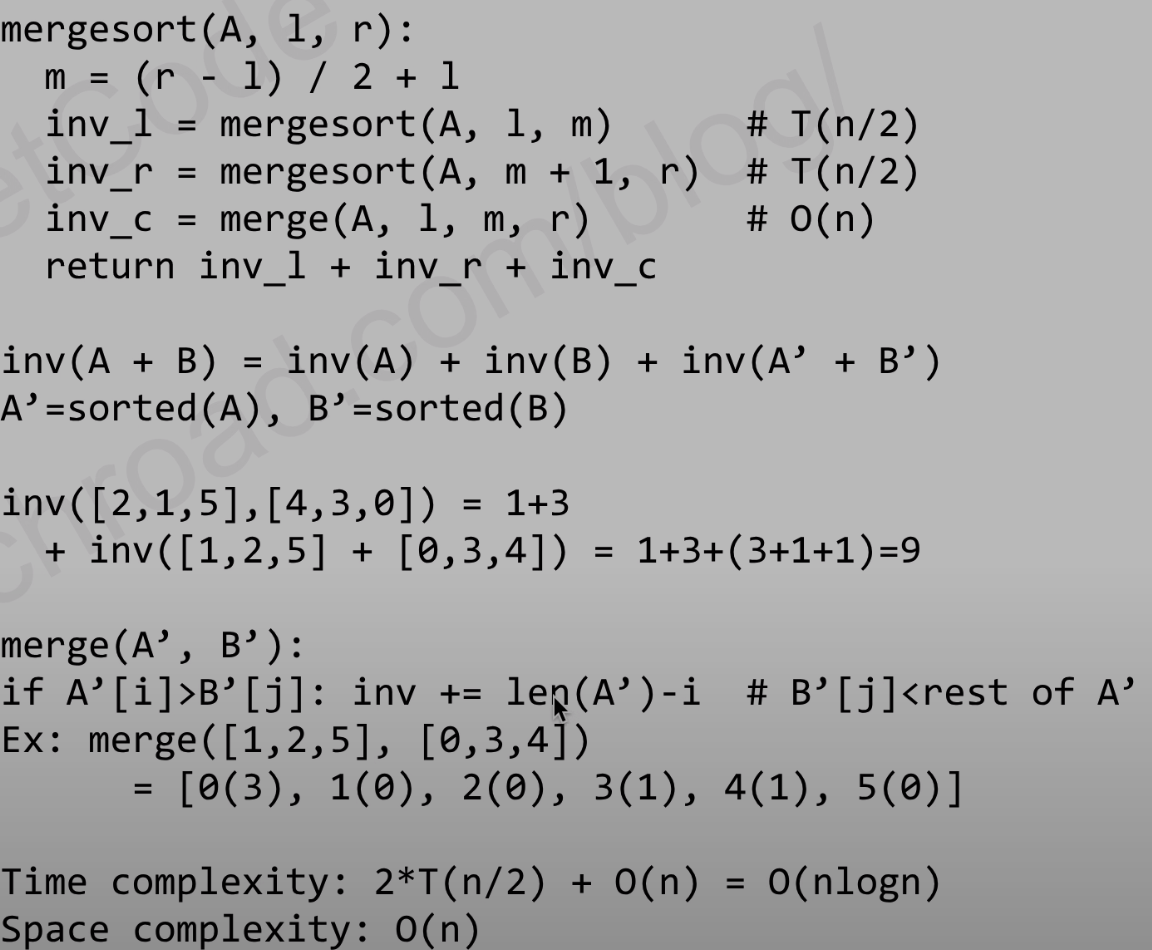 mergesort(A, l, r):
  m = (r - l) / 2 + l
  inv_l = mergesort(A, l, m)      # T(n/2)
  inv_r = mergesort(A, m + 1, r)  # T(n/2)
  inv_c = merge(A, l, m, r)       # O(n)
  return inv_l + inv_r + inv_c
inv(A + B) = inv(A) + inv(B) + inv(A’ + B’)
A’=sorted(A), B’=sorted(B)
inv([2,1,5],[4,3,0]) = 1+3
  + inv([1,2,5] + [0,3,4]) = 1+3+(3+1+1)=9
merge(A’, B’):
if A’[i]>B’[j]: inv += len(A’)-i  # B’[j]<rest of A’
Ex: merge([1,2,5], [0,3,4])
      = [0(3), 1(0), 2(0), 3(1), 4(1), 5(0)]
Time complexity: 2*T(n/2) + O(n) = O(nlogn)
Space complexity: O(n)
etCode
chroad.com/blog/